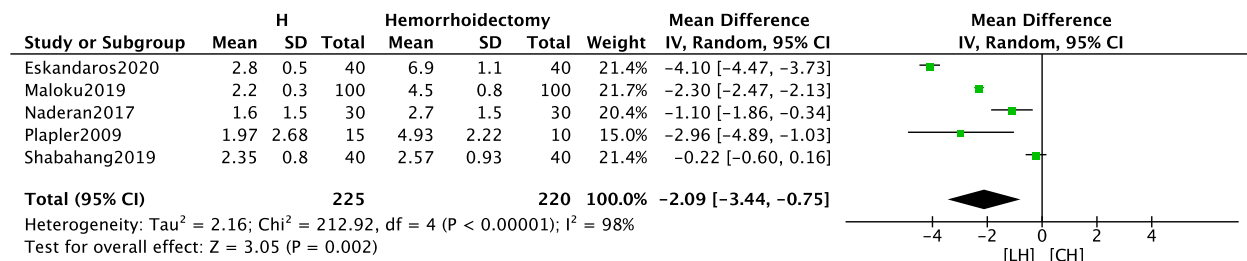 H Hemorrhoidectomy Mean Difference Mean Difference
Study or Subgroup Mean SD Total Mean SD Total Weight IV, Random, 95% CI IV, Random, 95% CI
Eskandaros2020 2.8 0.5 40 6.9 1.1 40 21.4% −4.10 [−4.47, −3.73]
Maloku2019 2.2 0.3 100 4.5 0.8 100 21.7% −2.30 [−2.47, −2.13]
Naderan2017 1.6 1.5 30 2.7 1.5 30 20.4% −1.10 [−1.86, −0.34]
Plapler2009 1.97 2.68 15 4.93 2.22 10 15.0% −2.96 [−4.89, −1.03]
Shabahang2019 2.35 0.8 40 2.57 0.93 40 21.4% −0.22 [−0.60, 0.16]
Total (95% CI) 225 220 100.0% −2.09 [−3.44, −0.75]
Heterogeneity: Tau² = 2.16; Chi² = 212.92, df = 4 (P < 0.00001); I² = 98%
Test for overall effect: Z = 3.05 (P = 0.002)
−4 −2 0 2 4
[LH] [CH]